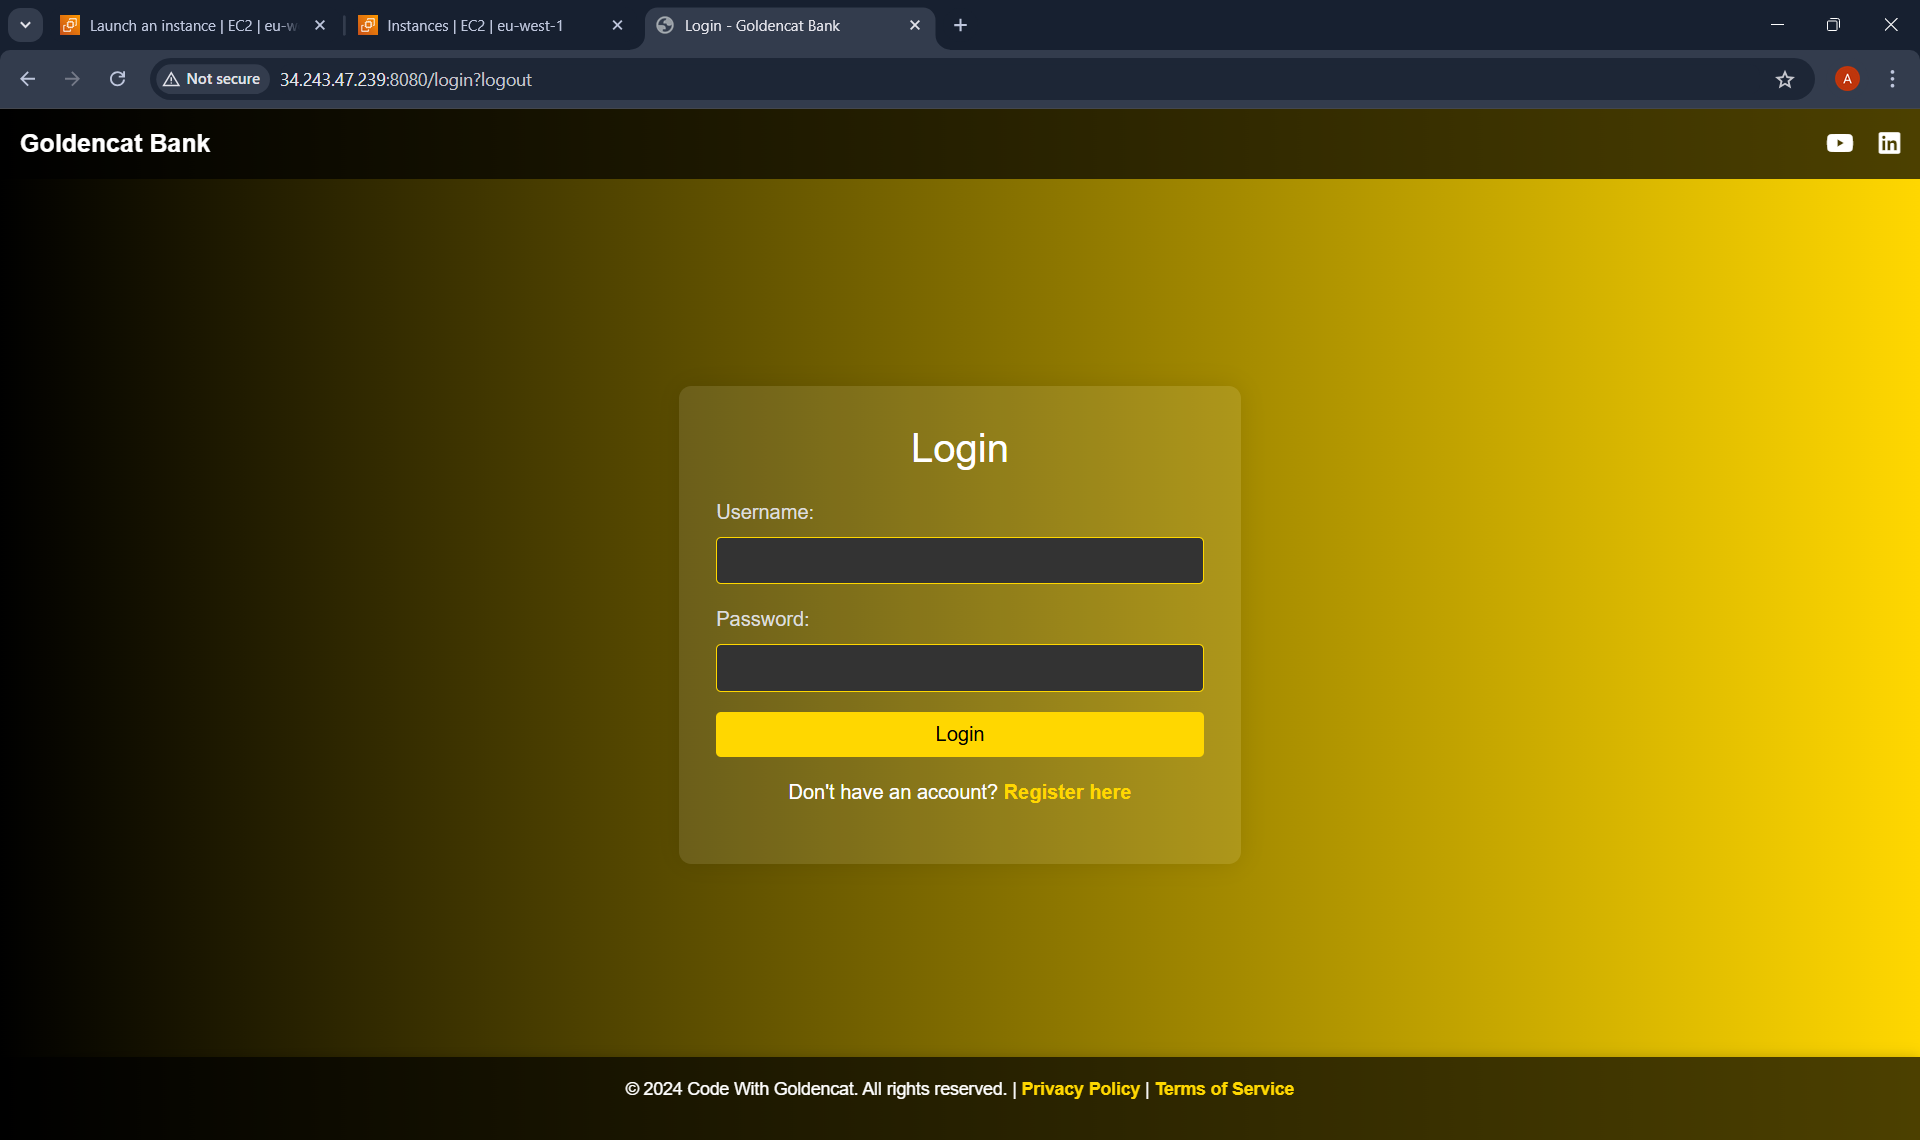 Launch an instance | EC2 | eu-w
Instances | EC2 | eu-west-1
Login - Goldencat Bank
Not secure
34.243.47.239:8080/login?logout
A
Goldencat Bank
in
Login
Username:
Password:
Login
Don't have an account? Register here
© 2024 Code With Goldencat. All rights reserved. | Privacy Policy | Terms of Service